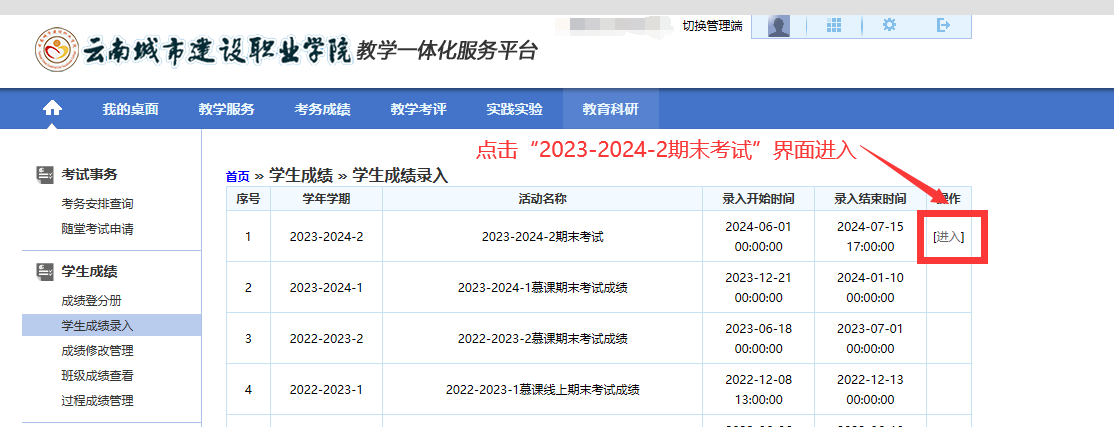 切换管理端
云南城市建设职业学院 教学一体化服务平台
我的桌面 教学服务 考务成绩 教学考评 实践实验 教育科研
点击“2023-2024-2期末考试”界面进入
考试事务
考务安排查询
随堂考试申请
学生成绩
成绩登分册
学生成绩录入
成绩修改管理
班级成绩查看
过程成绩管理
首页 » 学生成绩 » 学生成绩录入
序号 学年学期 活动名称 录入开始时间 录入结束时间 操作
1 2023-2024-2 2023-2024-2期末考试 2024-06-01 2024-07-15 [进入]
00:00:00 17:00:00
2 2023-2024-1 2023-2024-1慕课期末考试成绩 2023-12-21 2024-01-10
00:00:00 00:00:00
3 2022-2023-2 2022-2023-2慕课期末考试成绩 2023-06-18 2023-07-01
00:00:00 00:00:00
4 2022-2023-1 2022-2023-1慕课线上期末考试成绩 2022-12-08 2022-12-13
13:00:00 00:00:00